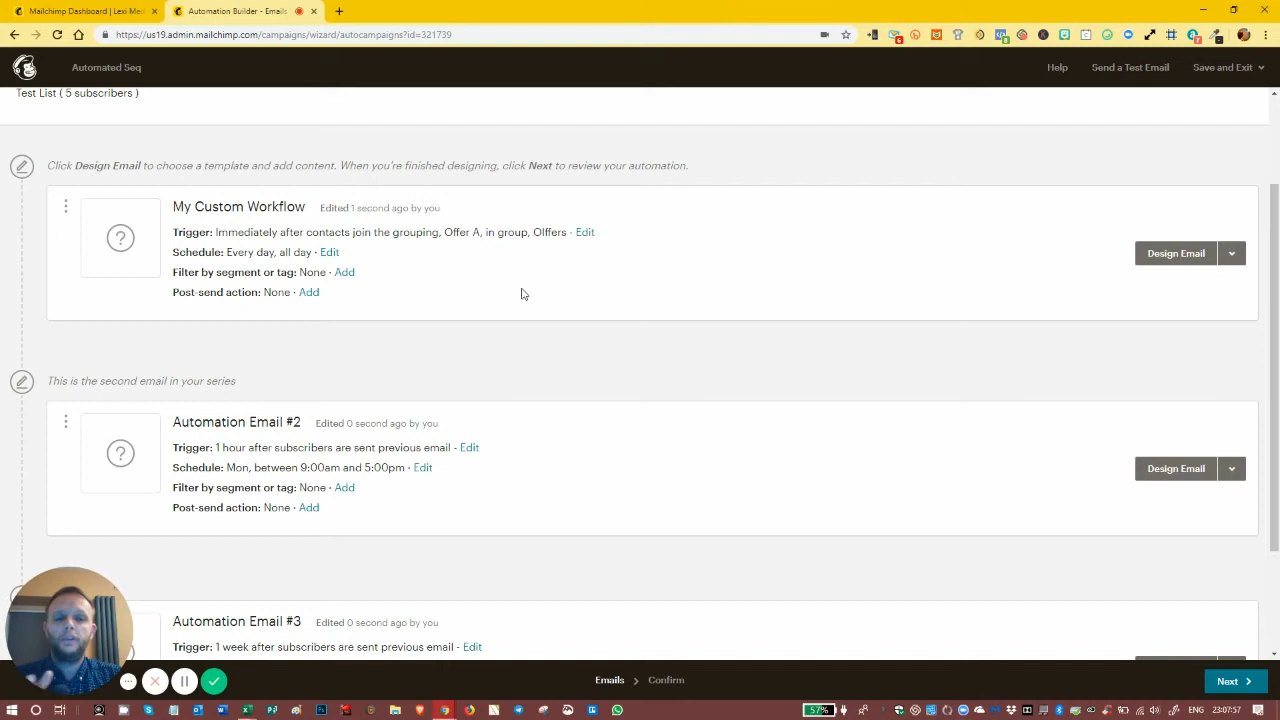 Mailchimp Dashboard | Lexi Med
Automation Builder - Emails
https://us19.admin.mailchimp.com/campaigns/wizard/autocampaigns?id=321739
Automated Seq
Help
Send a Test Email
Save and Exit
Test List ( 5 subscribers )
Click Design Email to choose a template and add content. When you're finished designing, click Next to review your automation.
My Custom Workflow Edited 1 second ago by you
Trigger: Immediately after contacts join the grouping, Offer A, in group, Olffers - Edit
Schedule: Every day, all day · Edit
Design Email
Filter by segment or tag: None · Add
Post-send action: None · Add
This is the second email in your series
Automation Email #2 Edited 0 second ago by you
Trigger: 1 hour after subscribers are sent previous email - Edit
Schedule: Mon, between 9:00am and 5:00pm · Edit
Design Email
Filter by segment or tag: None · Add
Post-send action: None · Add
Automation Email #3 Edited 0 second ago by you
Trigger: 1 week after subscribers are sent previous email - Edit
Emails > Confirm
Next >
57%
ENG 23:07:57